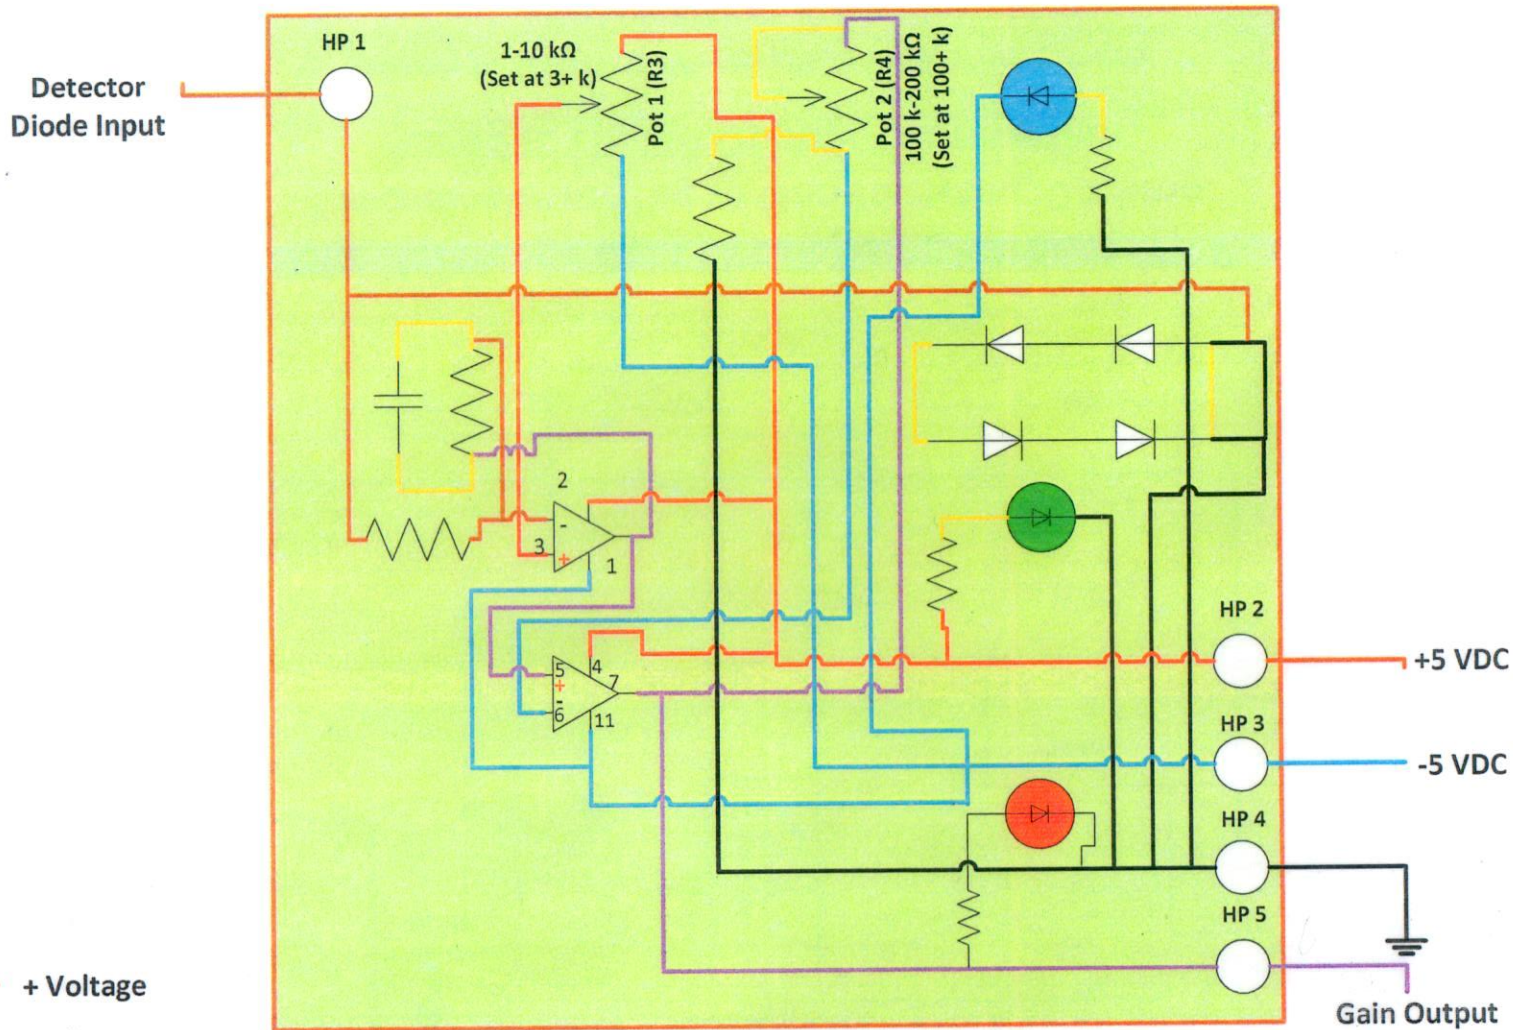 HP 1
Detector
Diode Input
1-10 kΩ
(Set at 3+ k)
Pot 1 (R3)
Pot 2 (R4)
100 k-200 kΩ
(Set at 100+ k)
2
-
3
+
1
HP 2
+5 VDC
5
4
+
7
-
6
11
HP 3
-5 VDC
HP 4
HP 5
+ Voltage
Gain Output